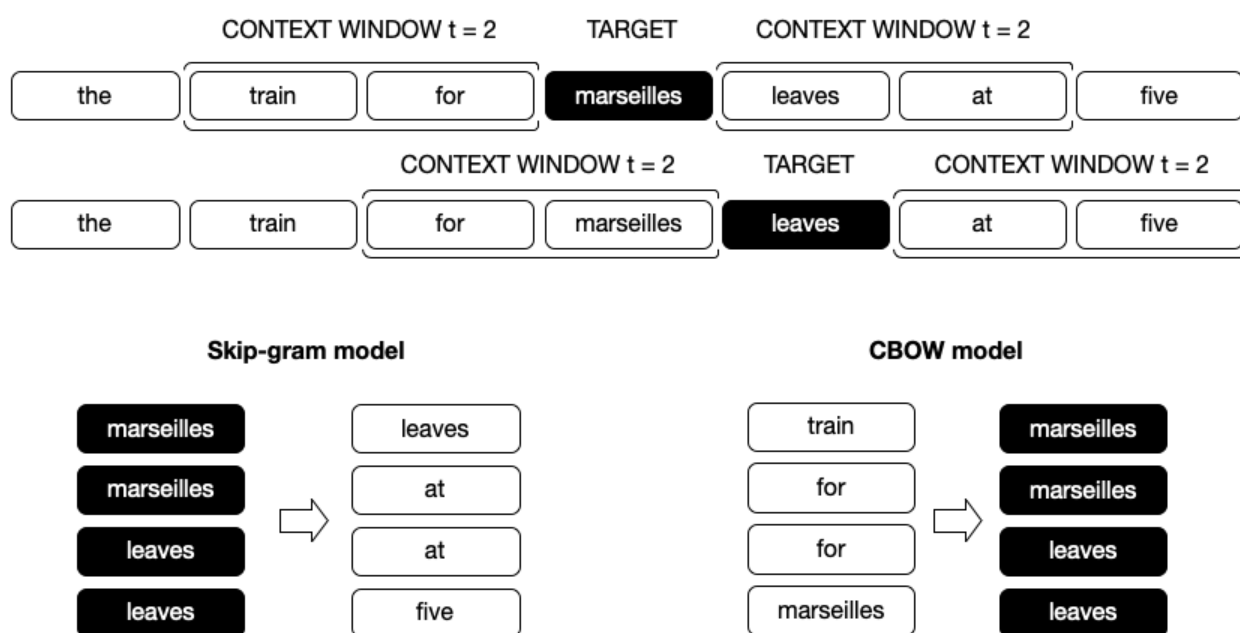 CONTEXT WINDOW t = 2 TARGET CONTEXT WINDOW t = 2
the train for marseilles leaves at five
CONTEXT WINDOW t = 2 TARGET CONTEXT WINDOW t = 2
the train for marseilles leaves at five
Skip-gram model CBOW model
marseilles leaves train marseilles
marseilles at for marseilles
leaves at for leaves
leaves five marseilles leaves